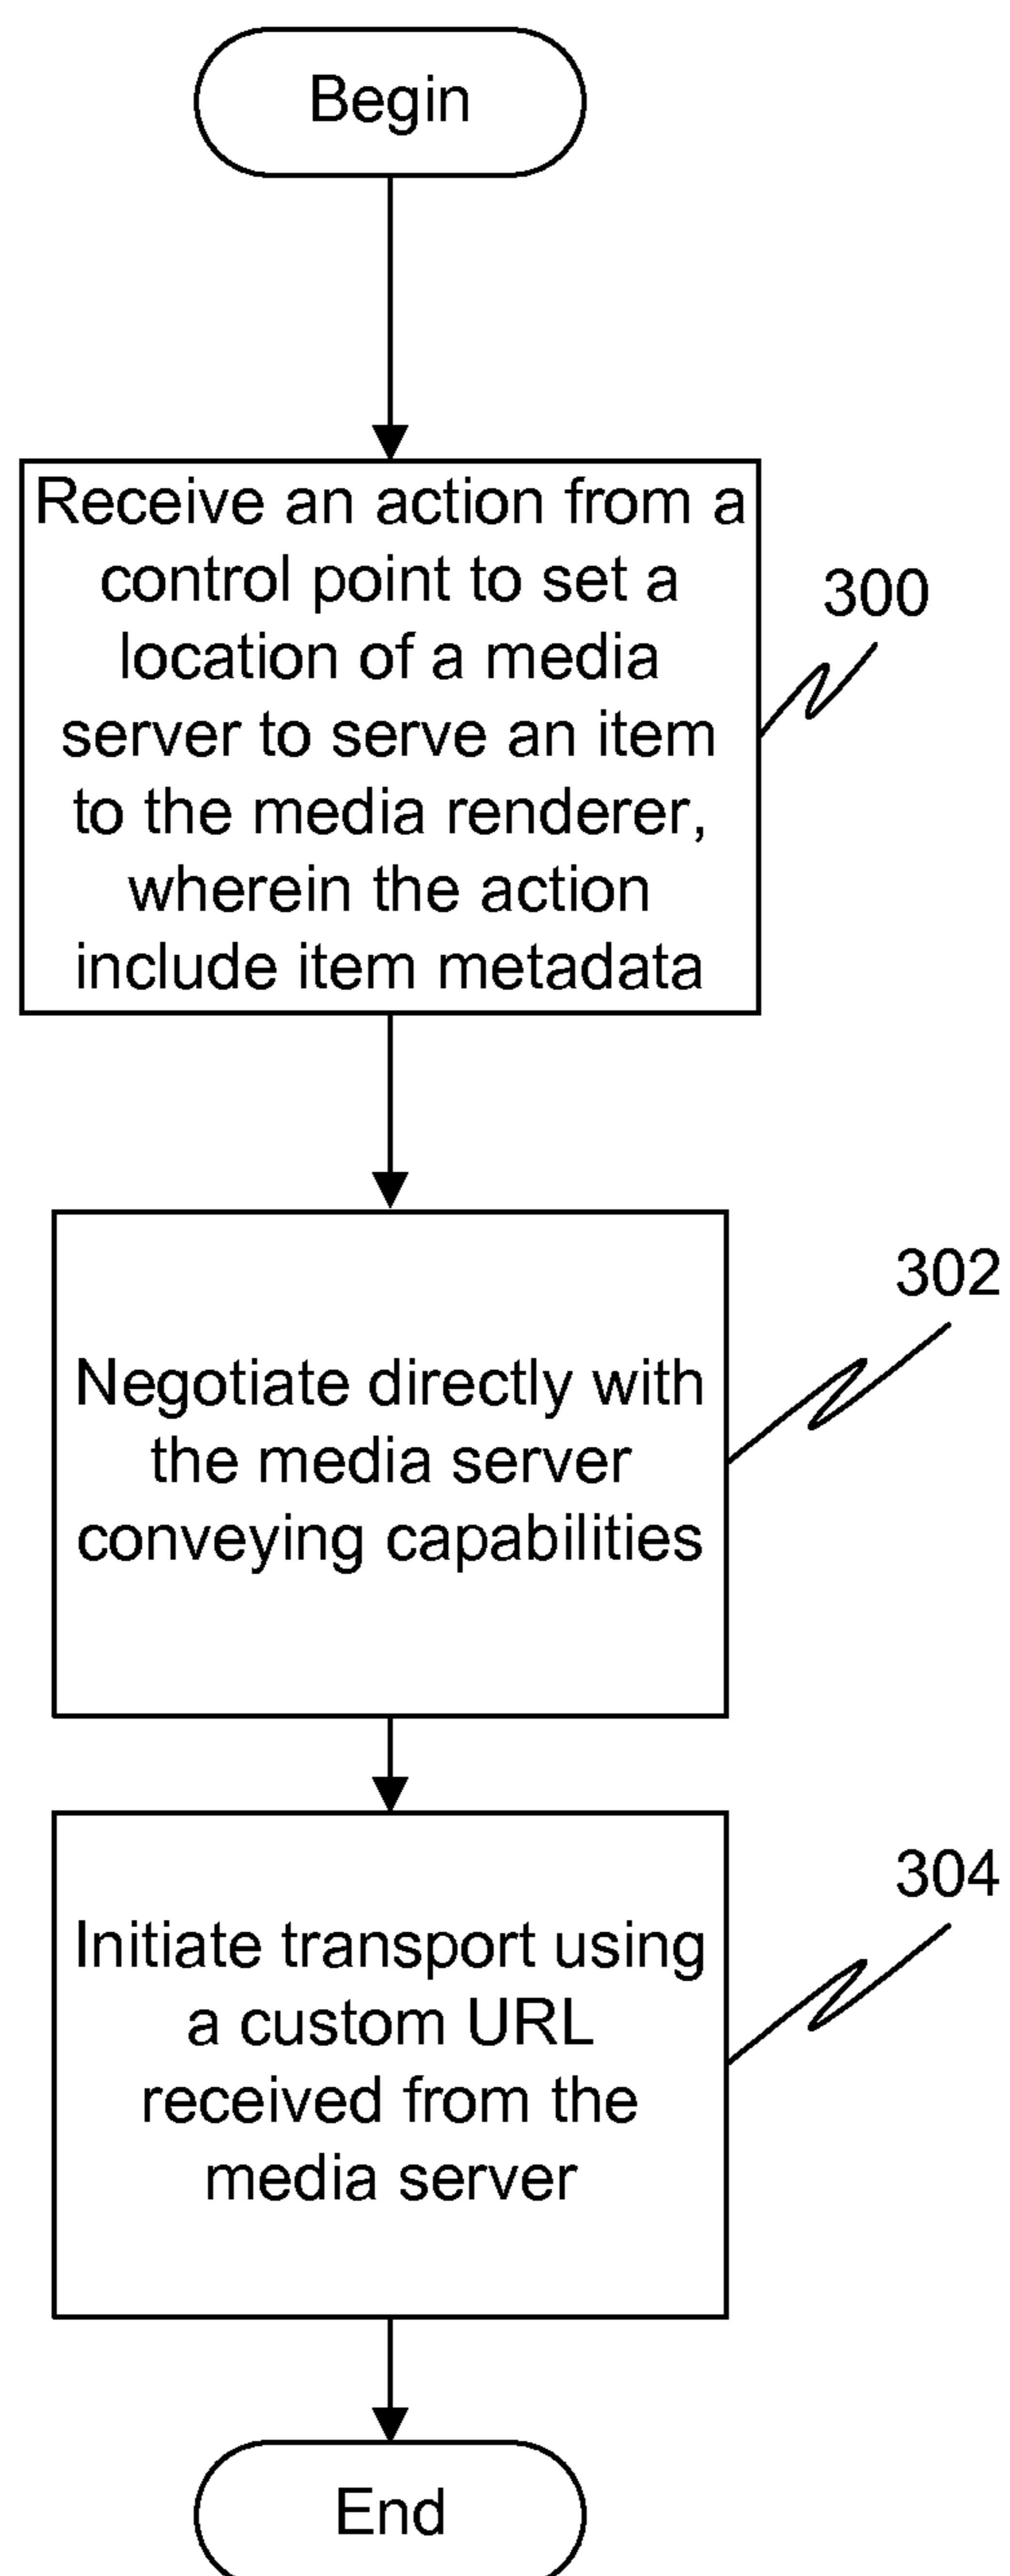 Begin
Receive an action from a
control point to set a
location of a media
server to serve an item
to the media renderer,
wherein the action
include item metadata
300
Negotiate directly with
the media server
conveying capabilities
302
Initiate transport using
a custom URL
received from the
media server
304
End